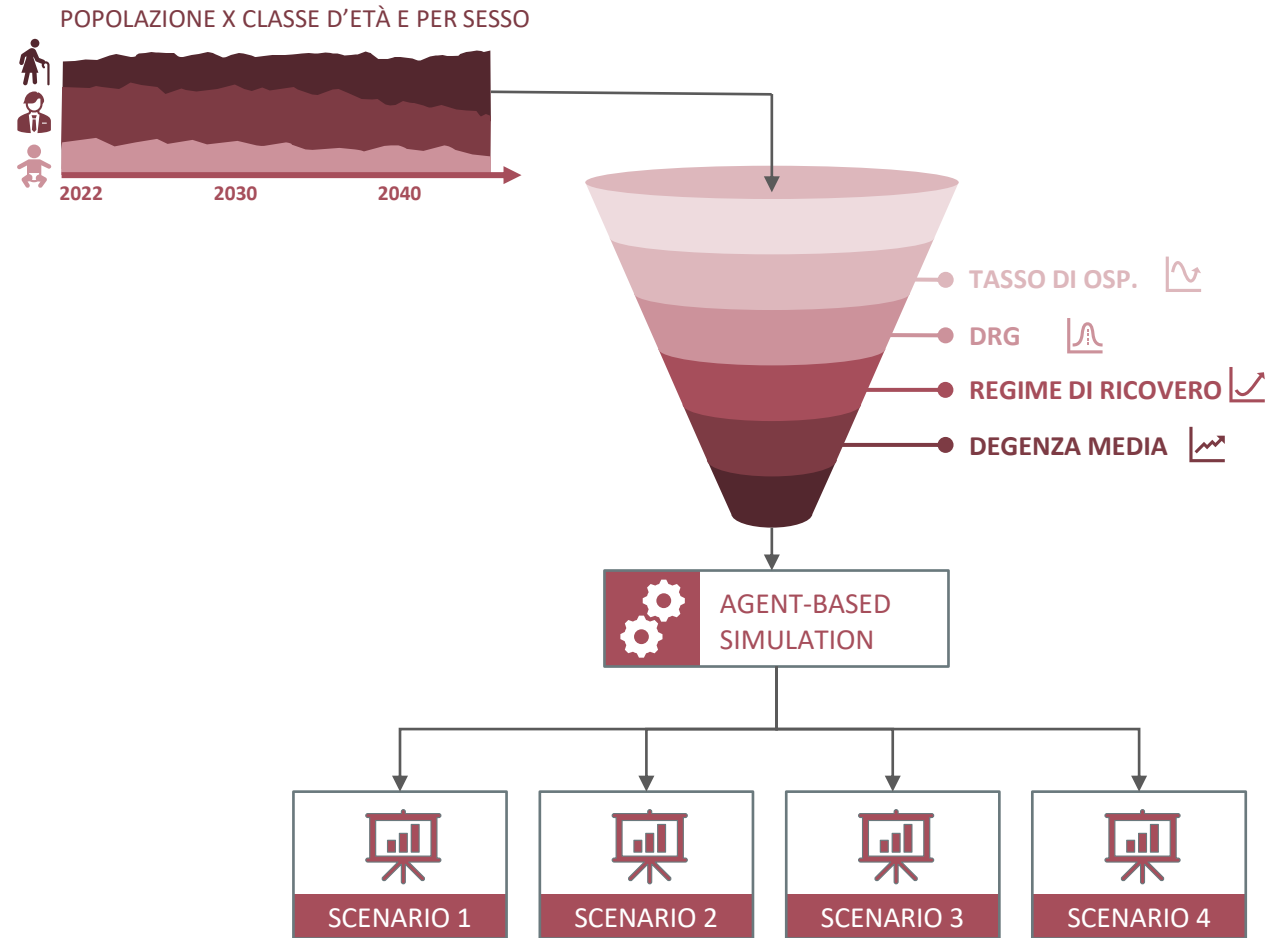 POPOLAZIONE X CLASSE D'ETÀ E PER SESSO
2022
2030
2040
TASSO DI OSP.
DRG
REGIME DI RICOVERO
DEGENZA MEDIA
AGENT-BASED
SIMULATION
SCENARIO 1
SCENARIO 2
SCENARIO 3
SCENARIO 4